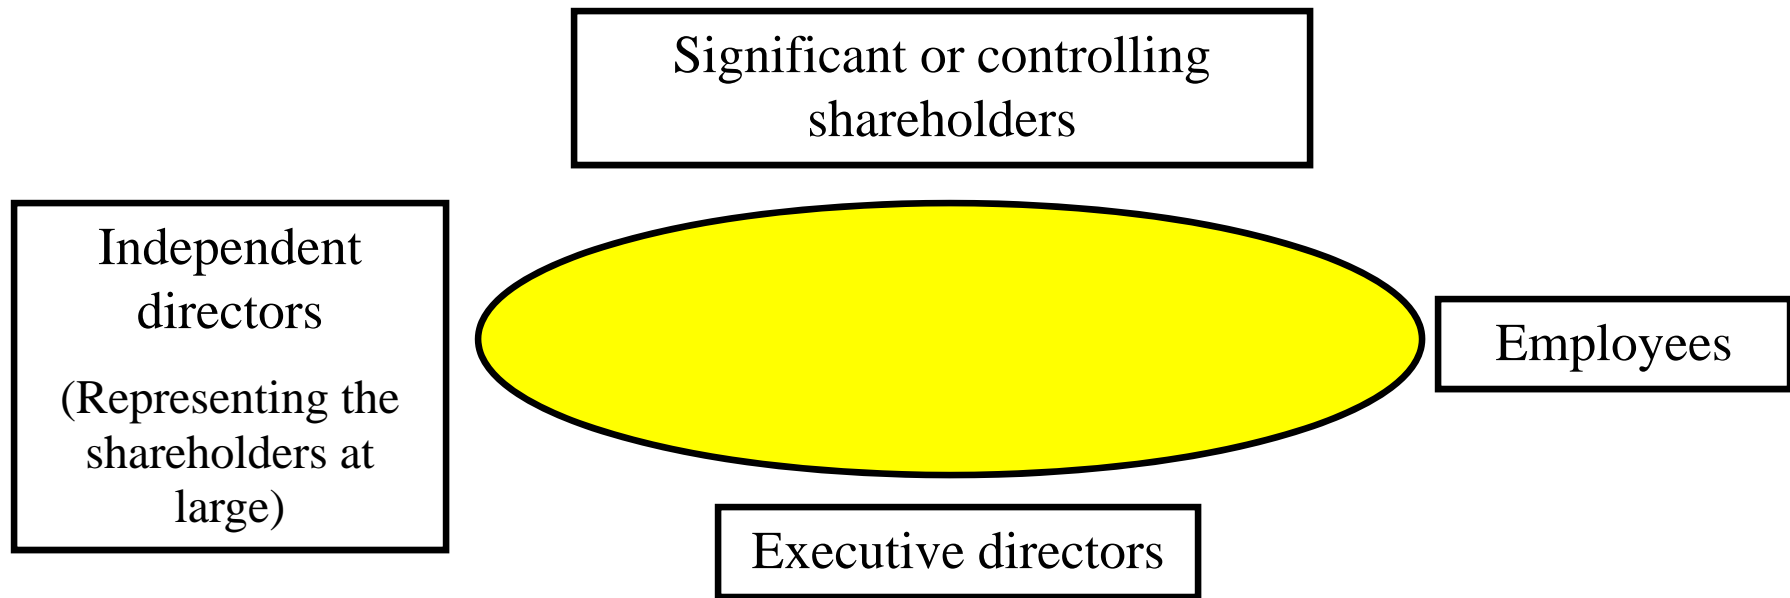 Significant or controlling
shareholders
Independent
directors
(Representing the
shareholders at
large)
Employees
Executive directors